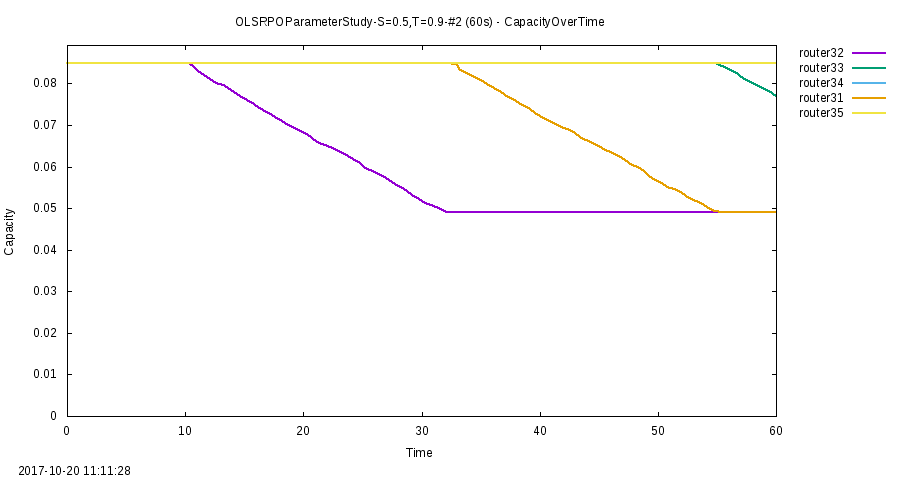 OLSRPOParameterStudy-S=0.5,T=0.9-#2 (60s) - CapacityOverTime
router32
router33
router34
router31
router35
0.08
0.07
0.06
0.05
0.04
0.03
0.02
0.01
0
Capacity
0 10 20 30 40 50 60
Time
2017-10-20 11:11:28